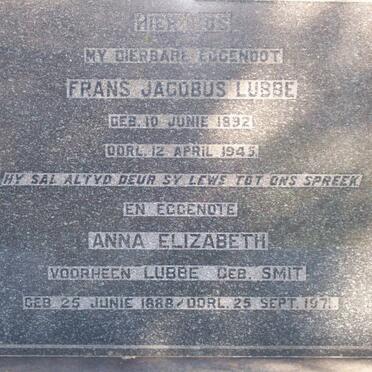 HIER RUS
MY DIERBARE EGGENOOT
FRANS JACOBUS LUBBE
GEB. 10 JUNIE 1892
OORL. 12 APRIL 1945
HY SAL ALTYD DEUR SY LEWE TOT ONS SPREEK
EN EGGENOTE
ANNA ELIZABETH
VOORHEEN LUBBE GEB. SMIT
GEB. 25 JUNIE 1888/OORL. 25 SEPT.